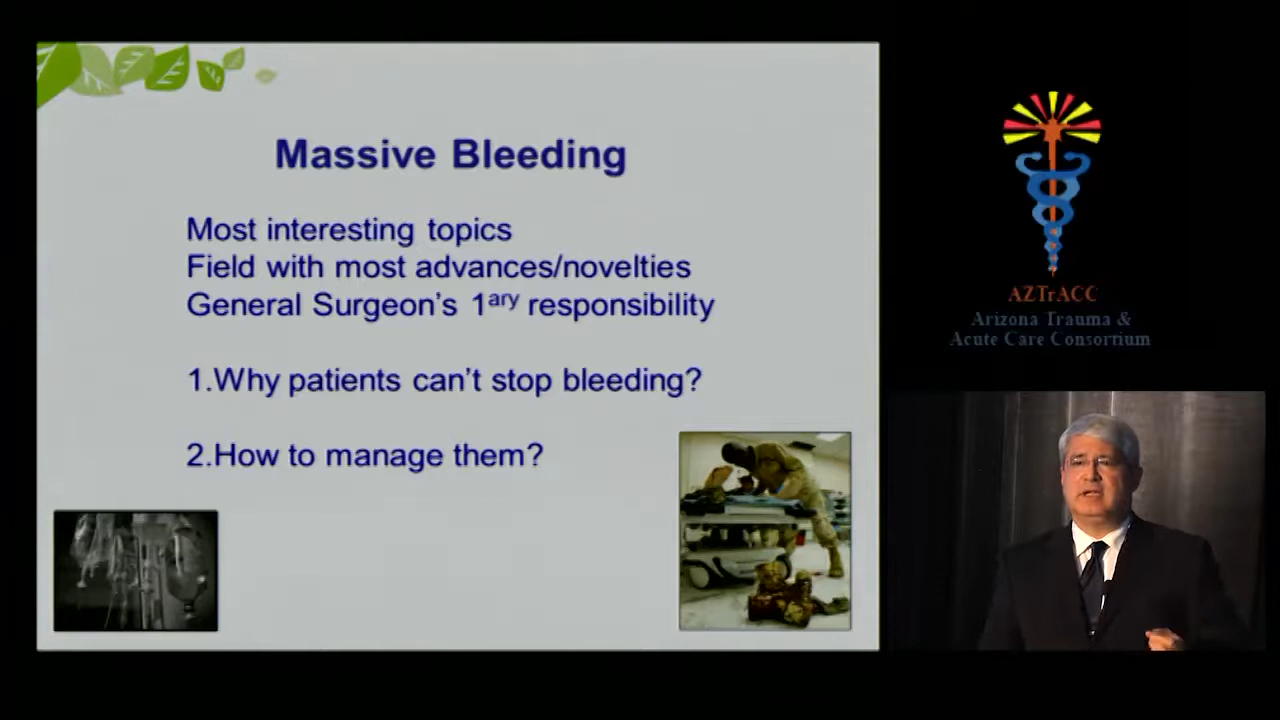 Massive Bleeding
Most interesting topics
Field with most advances/novelties
General Surgeon's 1ary responsibility
1.Why patients can't stop bleeding?
2.How to manage them?
AZTrACC
Arizona Trauma &
Acute Care Consortium